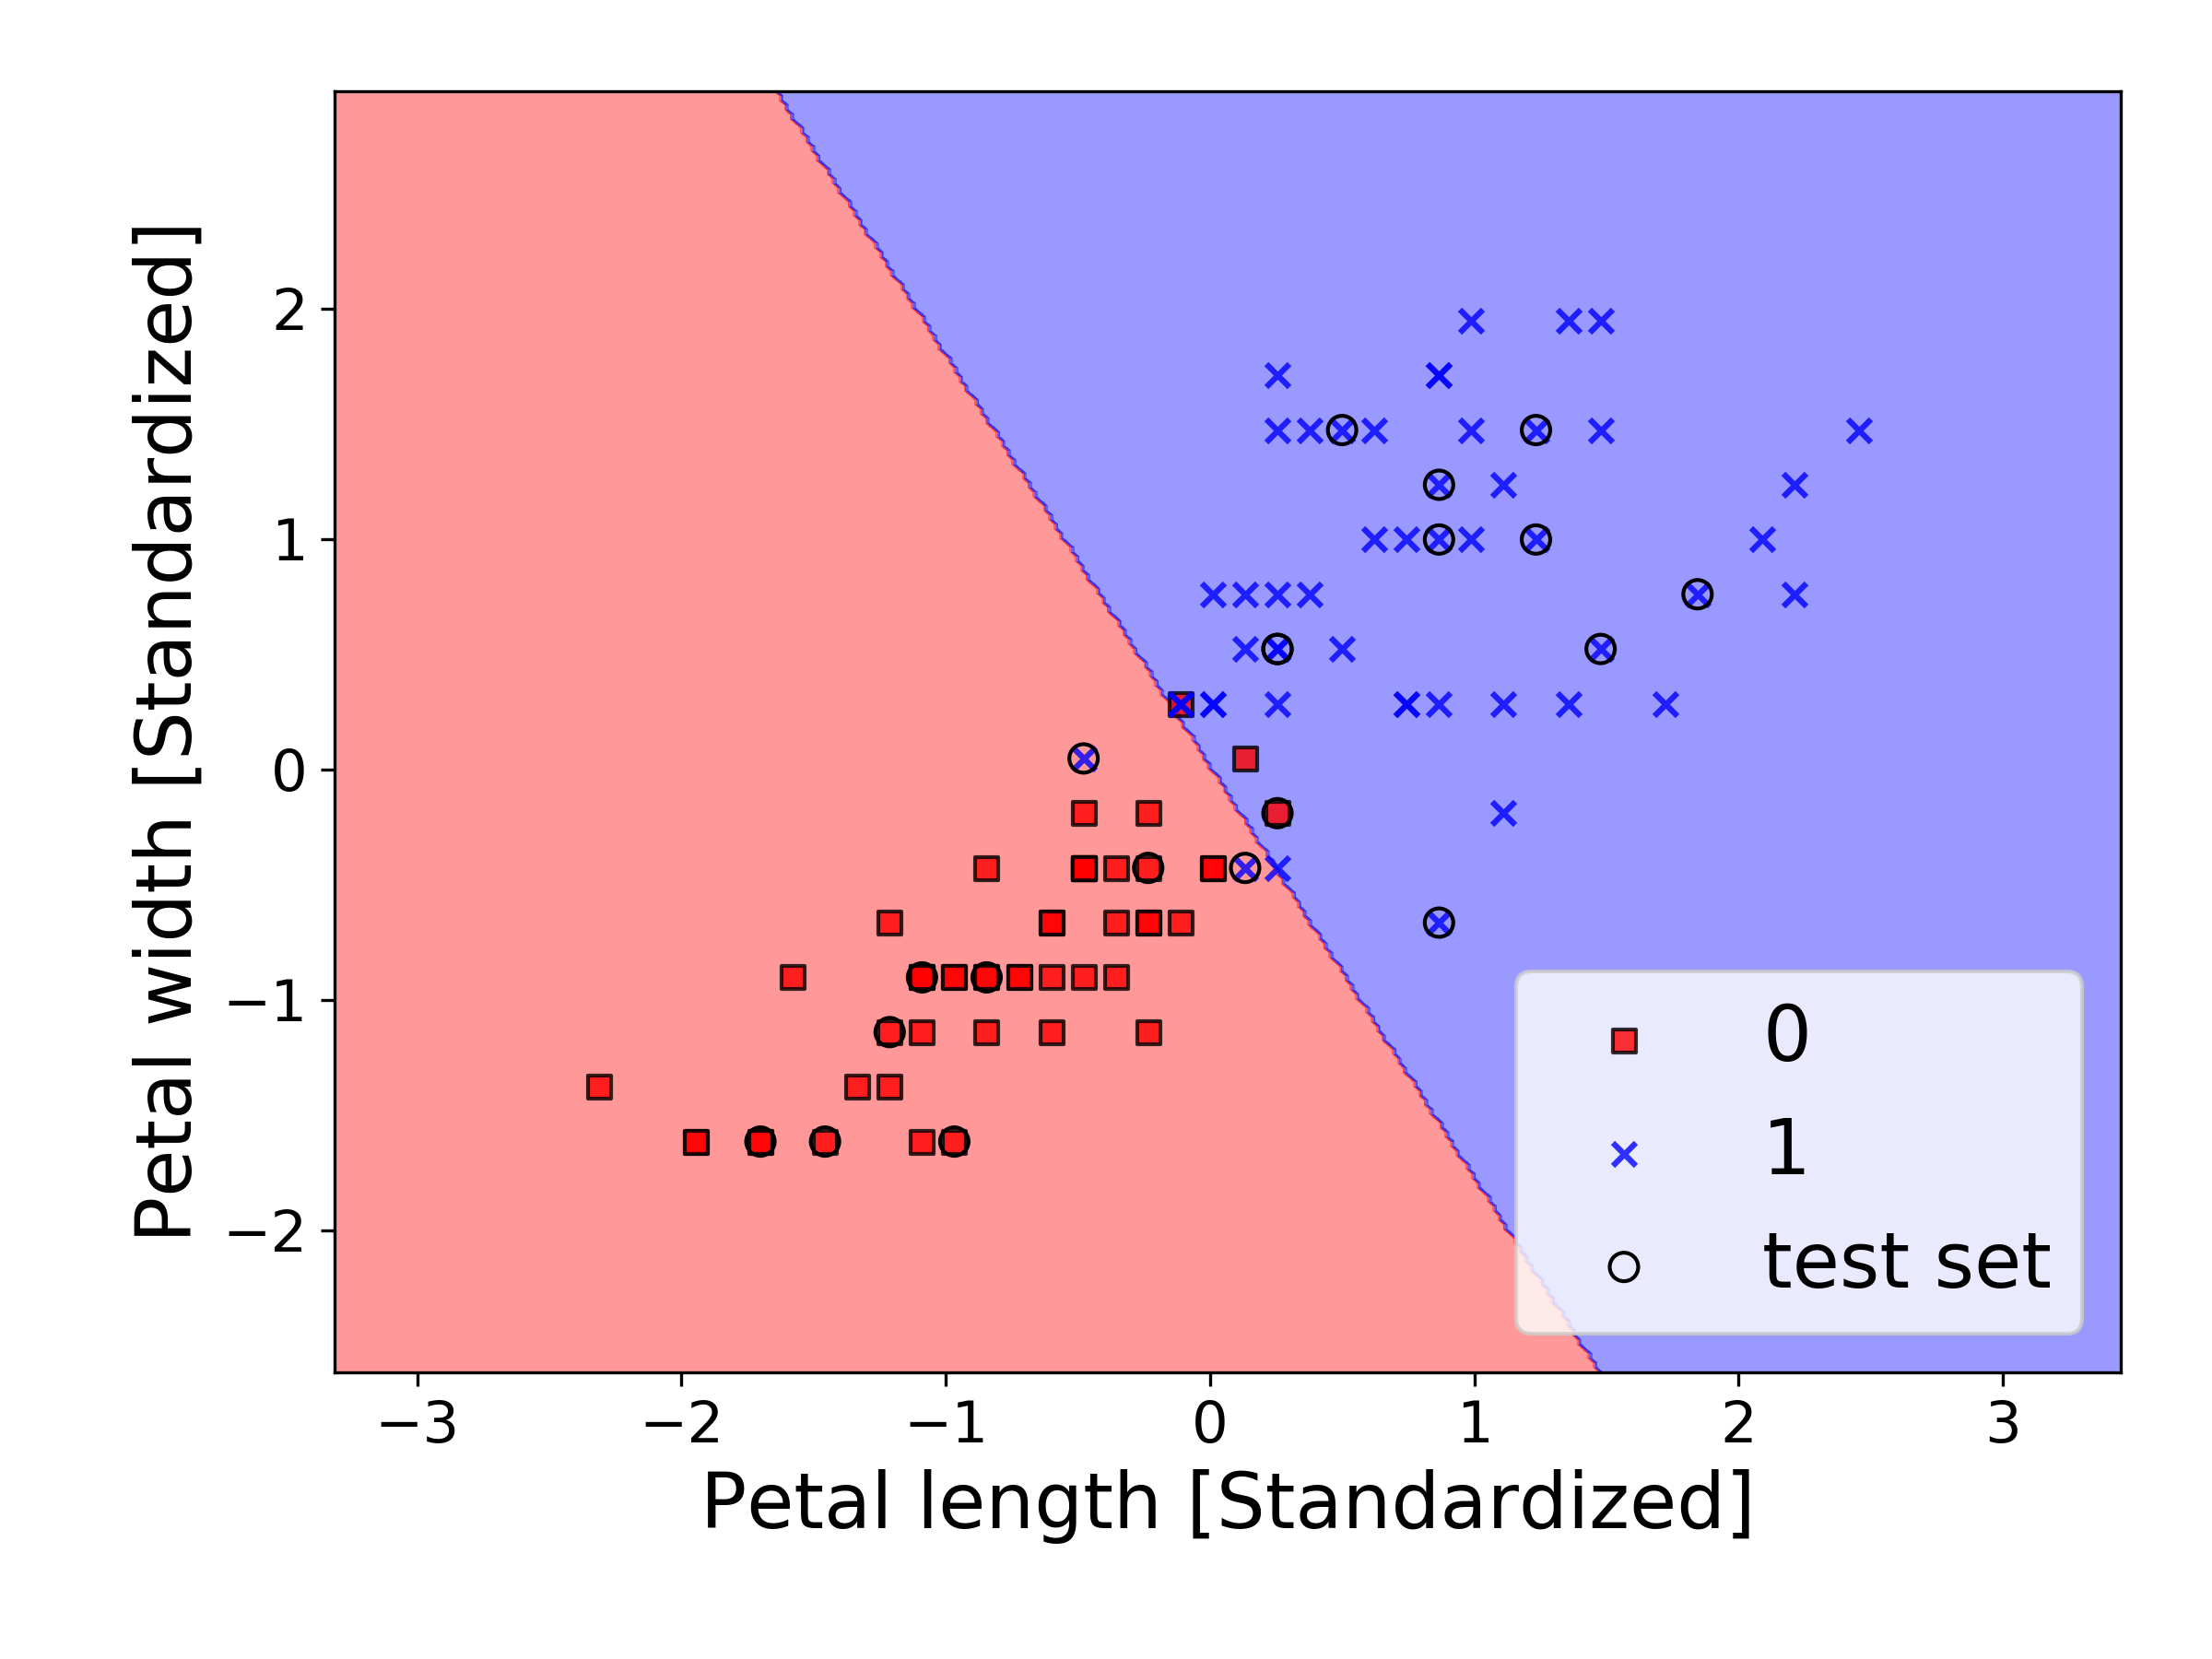 Petal width [Standardized]
2
1
0
−1
−2
0
1
test set
−3 −2 −1 0 1 2 3
Petal length [Standardized]